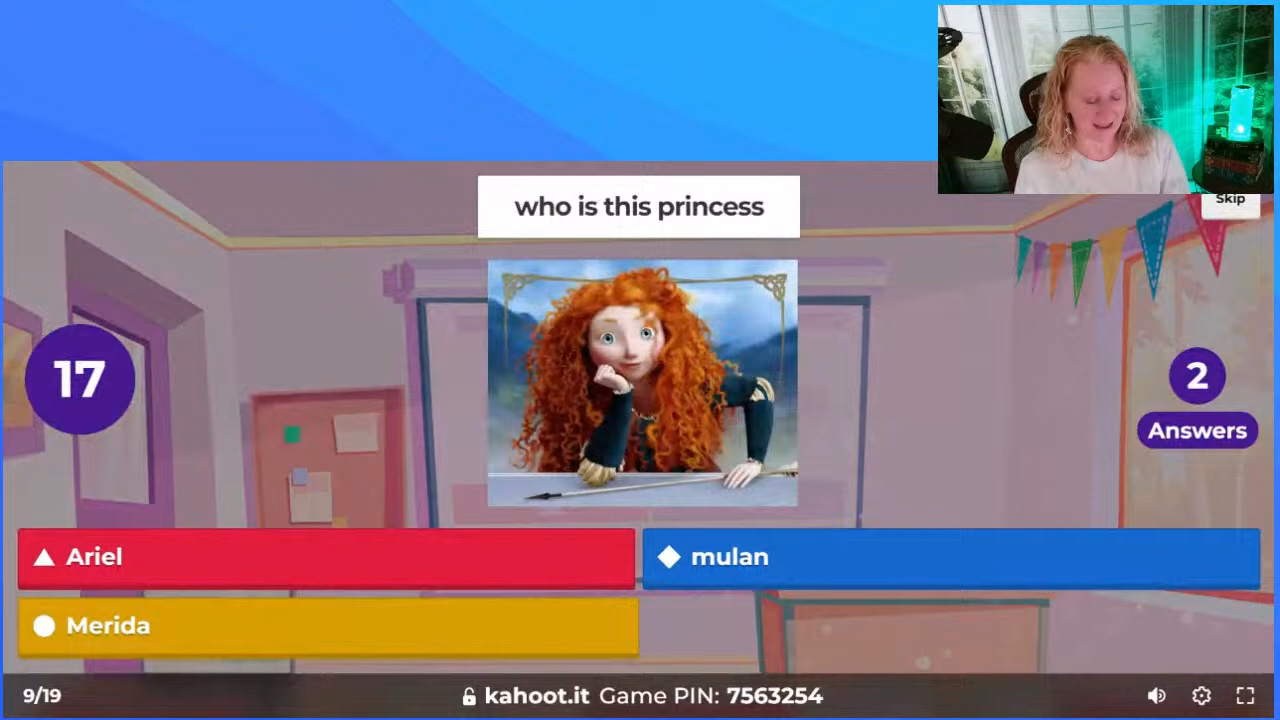 who is this princess
Skip
17
2
Answers
Ariel
mulan
Merida
9/19
kahoot.it Game PIN: 7563254